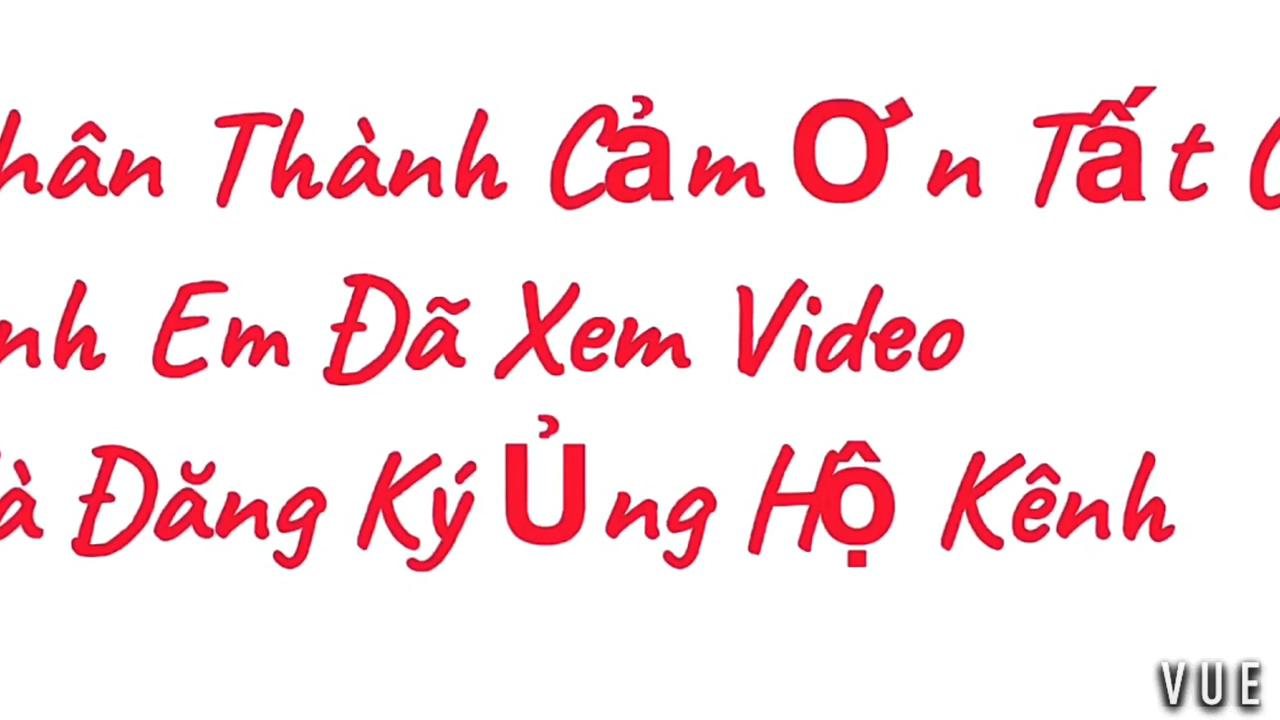 hân Thành Cảm Ơn Tất C
nh Em Đã Xem Video
à Đăng Ký Ủng Hộ Kênh
VUE